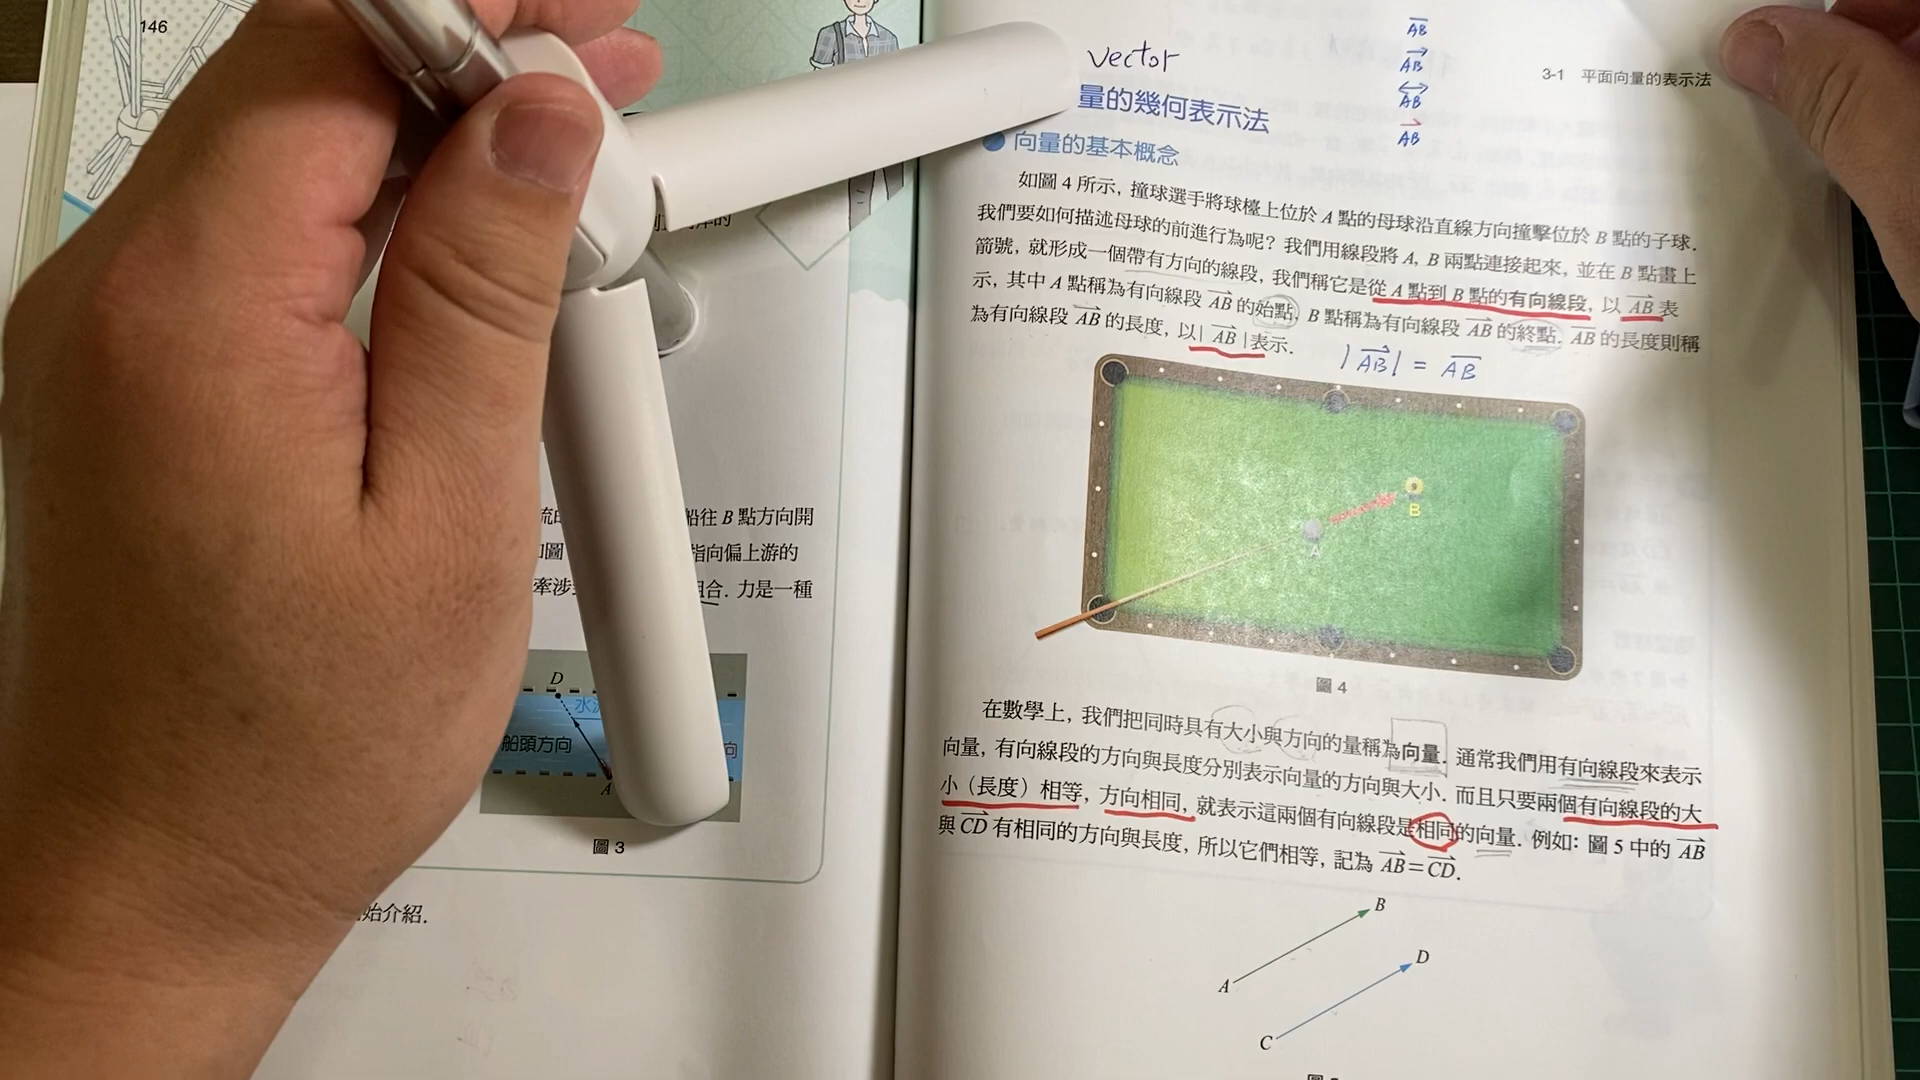 146
的
流
船往 B 點方向開
圖
指向偏上游的
牽涉
組合. 力是一種
D
水
船頭方向
向
A
圖 3
始介紹.
vector
AB
AB
AB
AB
3-1 平面向量的表示法
量的幾何表示法
向量的基本概念
如圖 4 所示, 撞球選手將球檯上位於 A 點的母球沿直線方向撞擊位於 B 點的子球.
我們要如何描述母球的前進行為呢? 我們用線段將 A, B 兩點連接起來, 並在 B 點畫上
箭號, 就形成一個帶有方向的線段, 我們稱它是從 A 點到 B 點的有向線段, 以 AB 表
示, 其中 A 點稱為有向線段 AB 的始點, B 點稱為有向線段 AB 的終點. AB 的長度則稱
為有向線段 AB 的長度, 以| AB |表示.
|AB| = AB
9
B
A
圖 4
在數學上, 我們把同時具有大小與方向的量稱為向量. 通常我們用有向線段來表示
向量, 有向線段的方向與長度分別表示向量的方向與大小. 而且只要兩個有向線段的大
小（長度）相等, 方向相同, 就表示這兩個有向線段是相同的向量. 例如: 圖 5 中的 AB
與 CD 有相同的方向與長度, 所以它們相等, 記為 AB=CD.
B
A
D
C